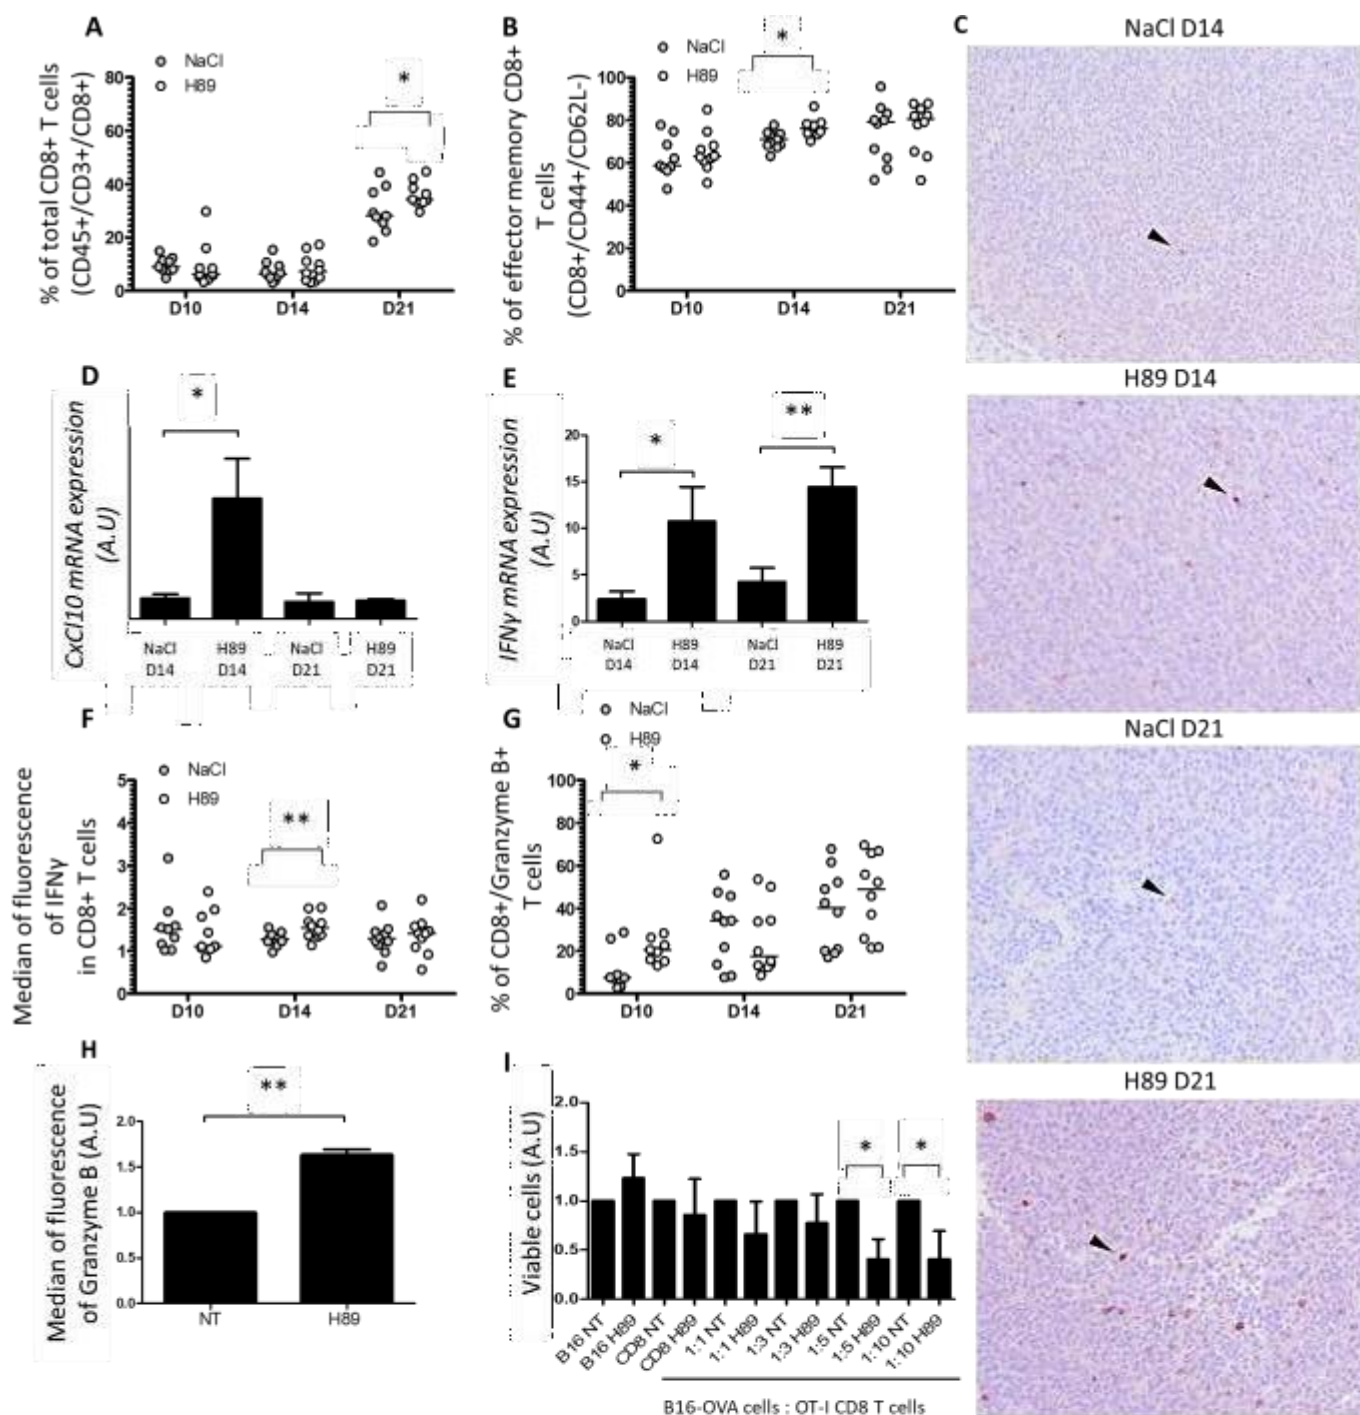 A
NaCl
H89
*
% of total CD8+ T cells
(CD45+/CD3+/CD8+)
80
60
40
20
0
D10 D14 D21
B
NaCl
H89
*
% of effector memory CD8+
T cells
(CD8+/CD44+/CD62L-)
100
80
60
40
20
0
D10 D14 D21
C
NaCl D14
H89 D14
NaCl D21
H89 D21
D
*
CxCl10 mRNA expression
(A.U)
NaCl H89 NaCl H89
D14 D14 D21 D21
E
* **
IFNγ mRNA expression
(A.U)
20
15
10
5
0
NaCl H89 NaCl H89
D14 D14 D21 D21
F
NaCl
H89
**
Median of fluorescence
of IFNγ
in CD8+ T cells
5
4
3
2
1
0
D10 D14 D21
G
NaCl
H89
*
% of CD8+/Granzyme B+
T cells
100
80
60
40
20
0
D10 D14 D21
H
**
Median of fluorescence
of Granzyme B (A.U)
2.0
1.5
1.0
0.5
0.0
NT H89
I
* *
Viable cells (A.U)
2.0
1.5
1.0
0.5
0.0
B16 NT
B16 H89
CD8 NT
CD8 H89
1:1 NT
1:1 H89
1:3 NT
1:3 H89
1:5 NT
1:5 H89
1:10 NT
1:10 H89
B16-OVA cells : OT-I CD8 T cells